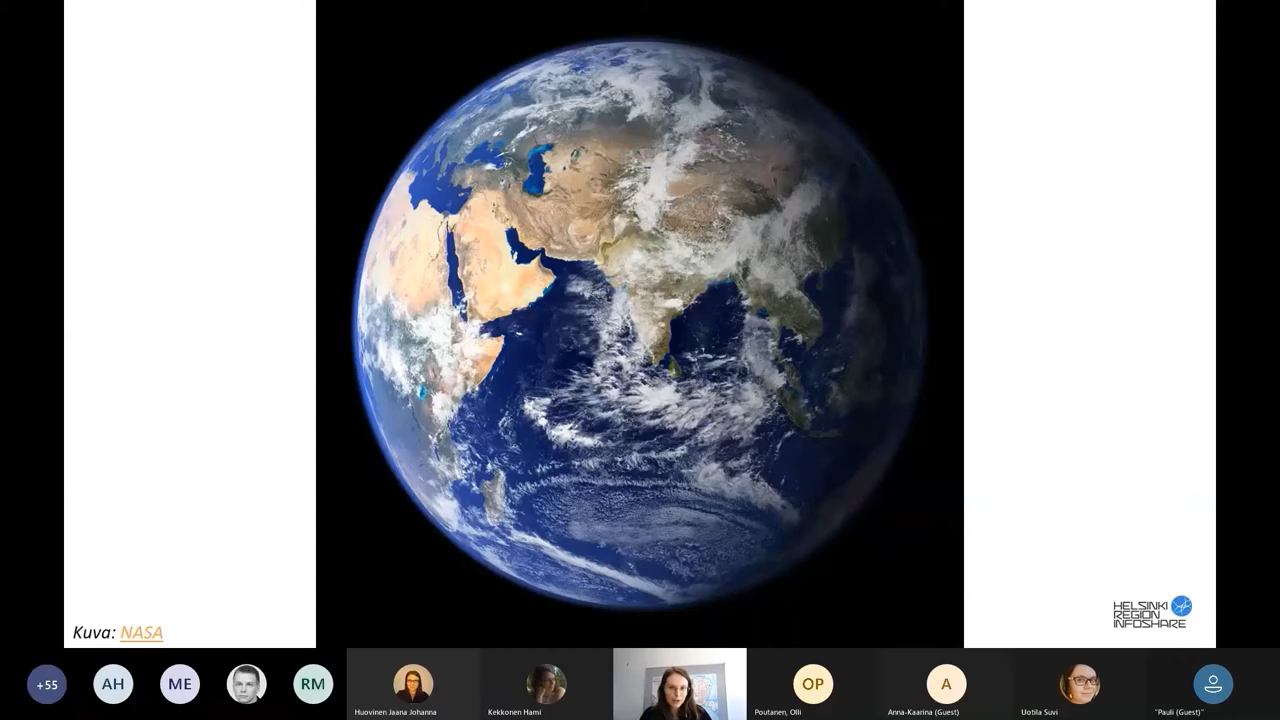 Kuva: NASA
HELSINKI
REGION
INFOSHARE
+55
AH
ME
RM
Huovinen Jaana Johanna
Kekkonen Hami
OP
Poutanen, Olli
A
Anna-Kaarina (Guest)
Uotila Suvi
"Pauli (Guest)"